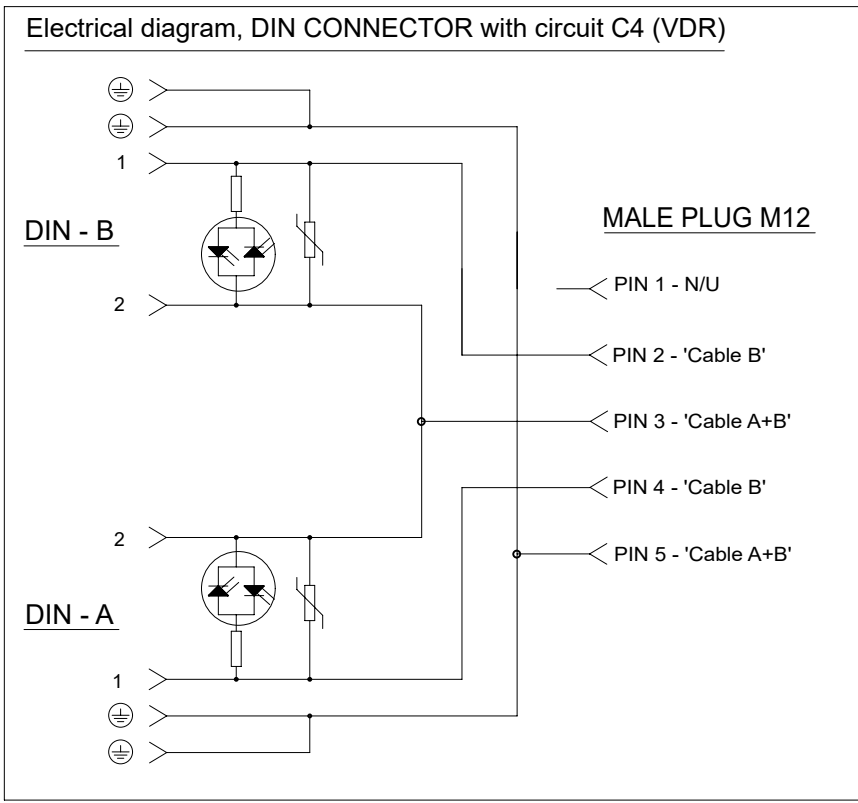 Electrical diagram, DIN CONNECTOR with circuit C4 (VDR)
1
DIN - B
2
MALE PLUG M12
PIN 1 - N/U
PIN 2 - 'Cable B'
PIN 3 - 'Cable A+B'
PIN 4 - 'Cable B'
PIN 5 - 'Cable A+B'
2
DIN - A
1